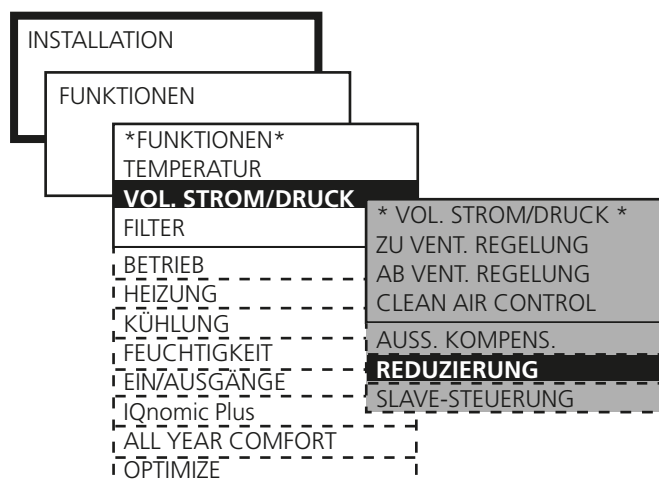 INSTALLATION
FUNKTIONEN
*FUNKTIONEN*
TEMPERATUR
VOL. STROM/DRUCK
FILTER
BETRIEB
HEIZUNG
KÜHLUNG
FEUCHTIGKEIT
EIN/AUSGÄNGE
IQnomic Plus
ALL YEAR COMFORT
OPTIMIZE
* VOL. STROM/DRUCK *
ZU VENT. REGELUNG
AB VENT. REGELUNG
CLEAN AIR CONTROL
AUSS. KOMPENS.
REDUZIERUNG
SLAVE-STEUERUNG